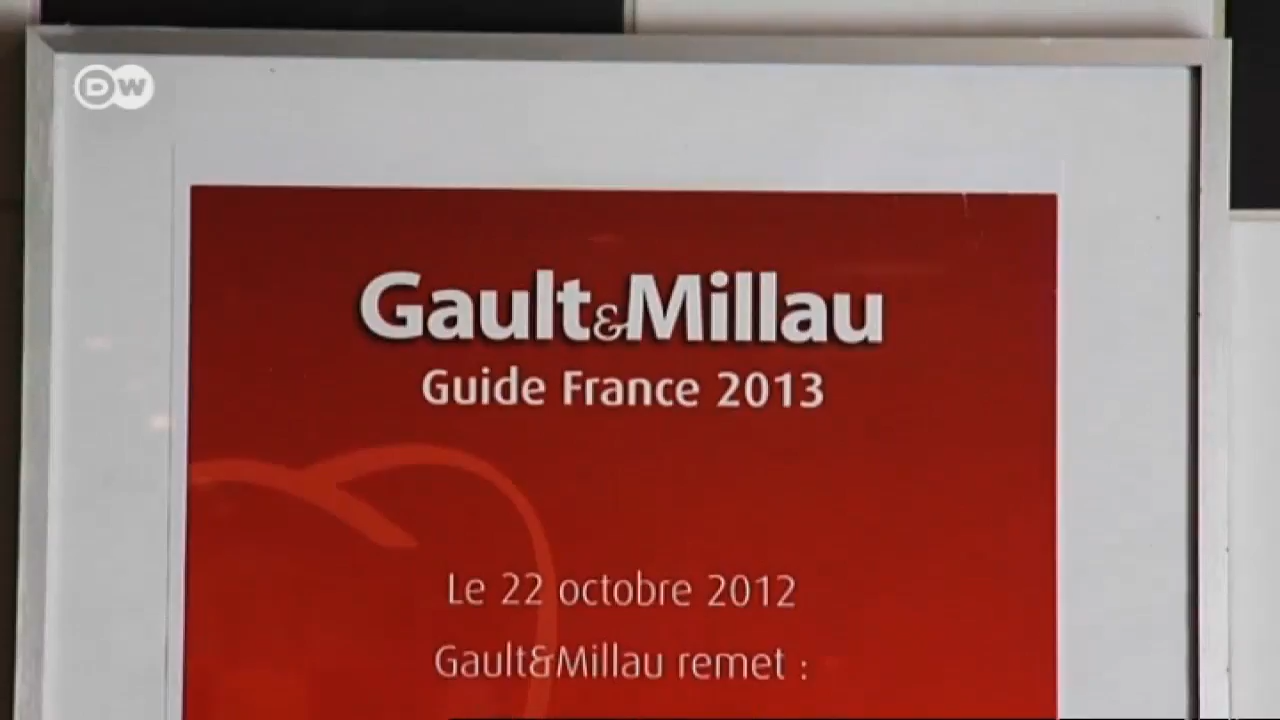 DW
Gault&Millau
Guide France 2013
Le 22 octobre 2012
Gault&Millau remet :